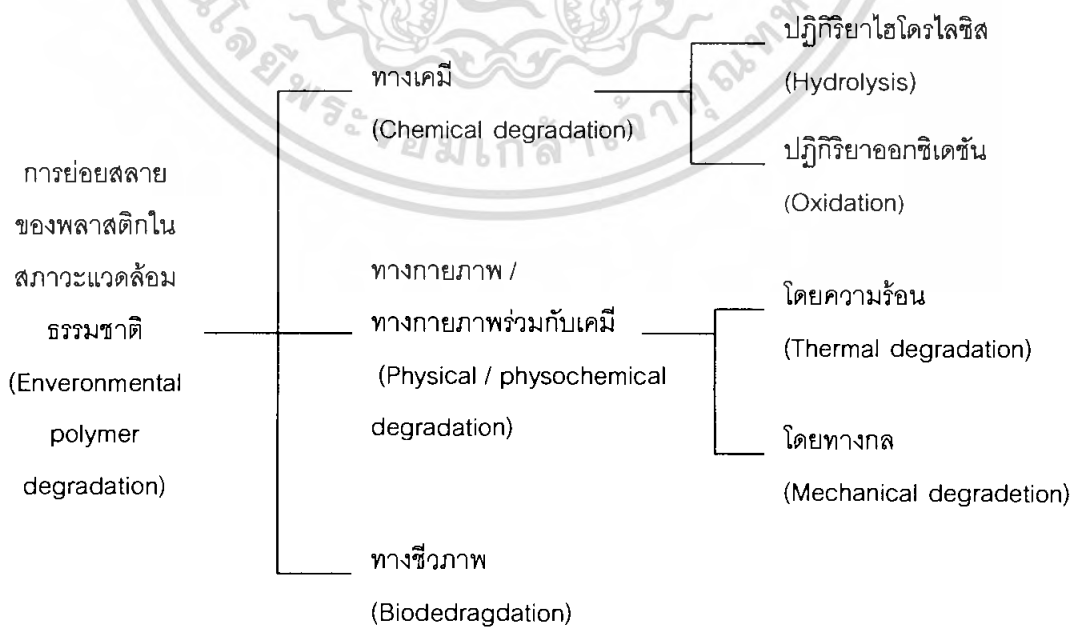 การย่อยสลาย
ของพลาสติกใน
สภาวะแวดล้อม
ธรรมชาติ
(Enveronmental
polymer
degradation)
ทางเคมี
(Chemical degradation)
ปฏิกิริยาไฮโดรไลซิส
(Hydrolysis)
ปฏิกิริยาออกซิเดชัน
(Oxidation)
ทางกายภาพ /
ทางกายภาพร่วมกับเคมี
(Physical / physochemical
degradation)
โดยความร้อน
(Thermal degradation)
โดยทางกล
(Mechanical degradetion)
ทางชีวภาพ
(Biodedragdation)